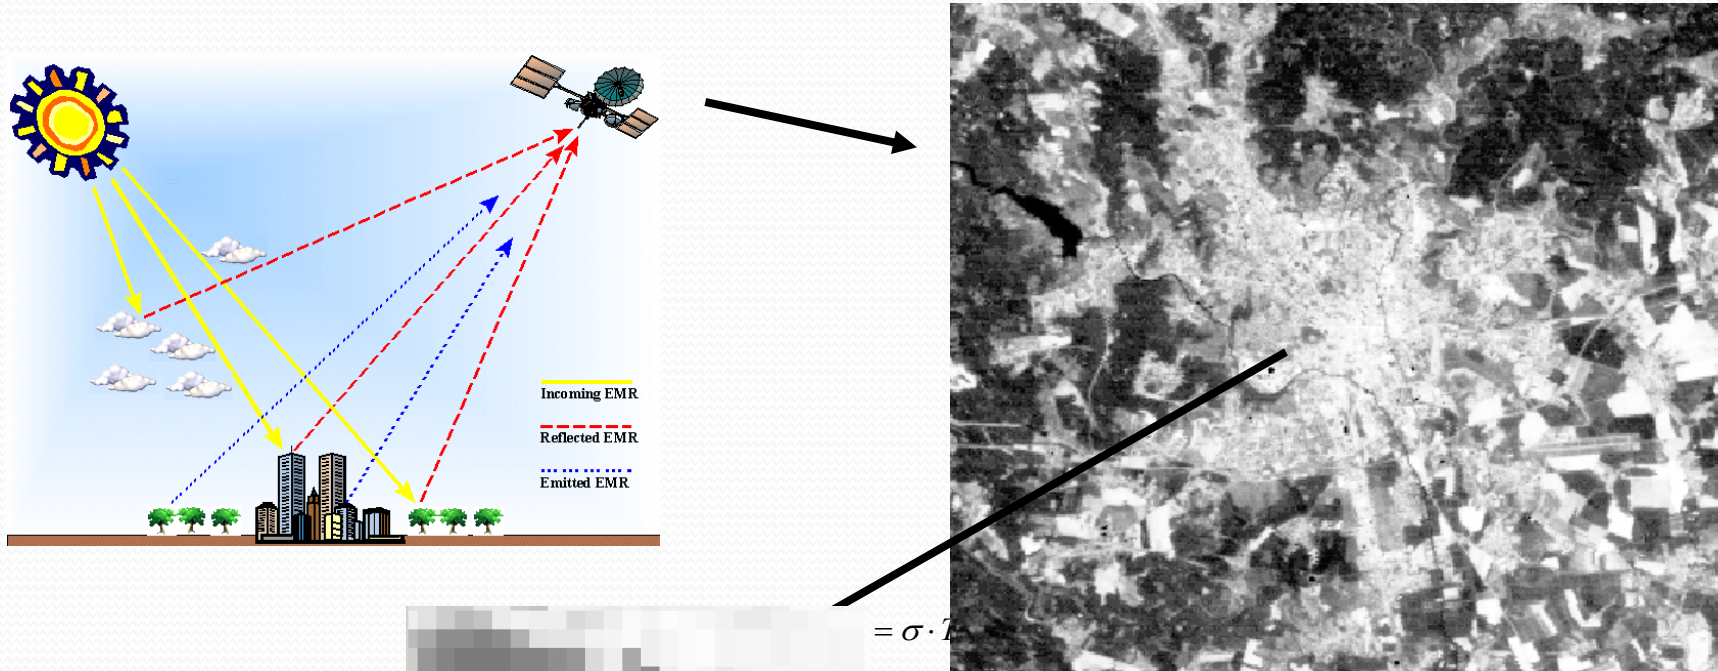 Incoming EMR
Reflected EMR
Emitted EMR
= σ · T